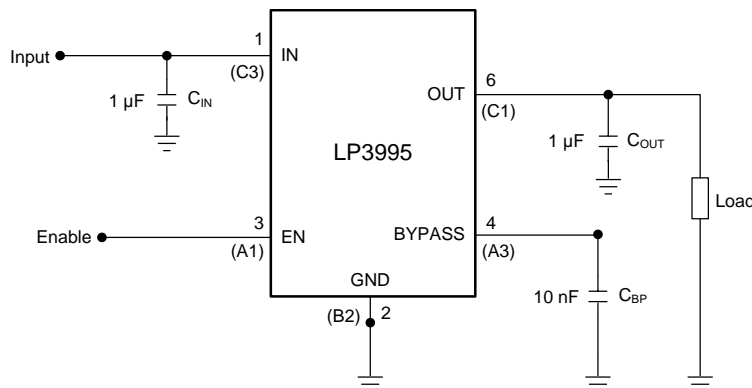 Input
1
IN
(C3)
1 µF
C_IN
6
OUT
(C1)
1 µF
C_OUT
LP3995
Load
Enable
3
EN
(A1)
BYPASS
4
(A3)
GND
10 nF
C_BP
(B2)
2